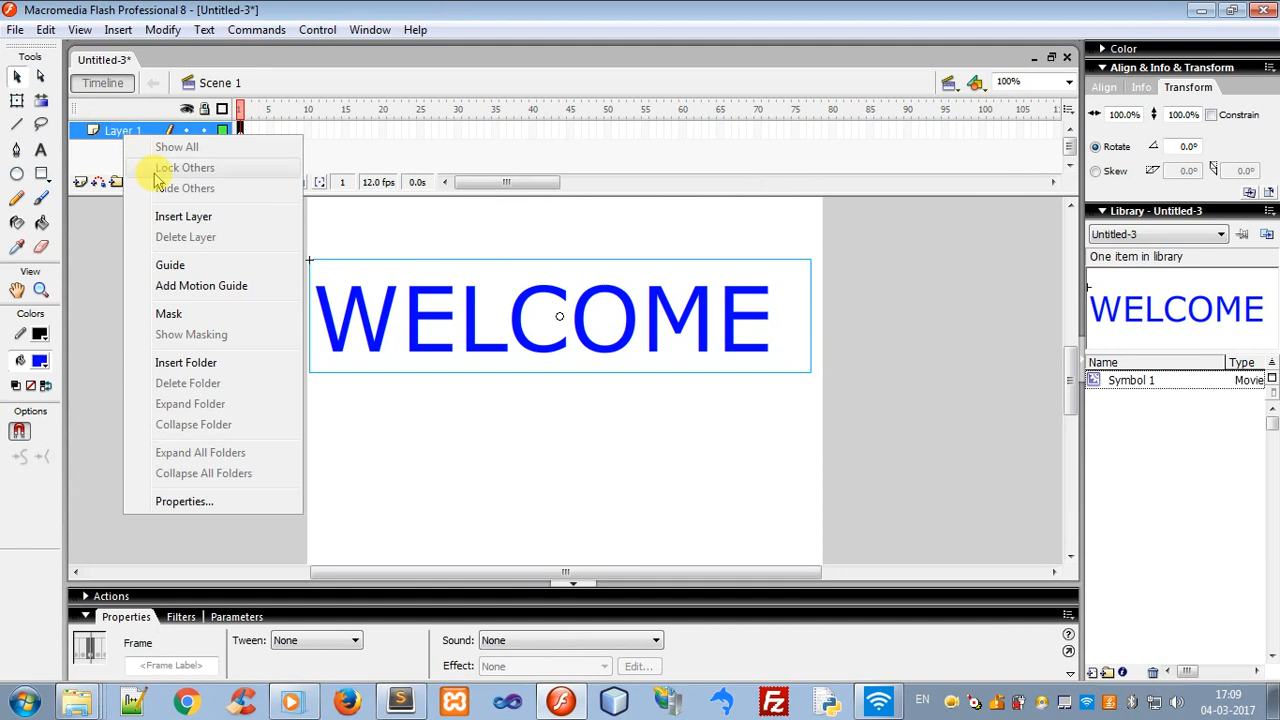 Macromedia Flash Professional 8 - [Untitled-3*]
File Edit View Insert Modify Text Commands Control Window Help
Tools
View
Colors
Options
Untitled-3*
Timeline Scene 1 100%
1 5 10 15 20 25 30 35 40 45 50 55 60 65 70 75 80 85 90 95 100 105
Layer 1
1 12.0 fps 0.0s
Show All
Lock Others
Hide Others
Insert Layer
Delete Layer
Guide
Add Motion Guide
Mask
Show Masking
Insert Folder
Delete Folder
Expand Folder
Collapse Folder
Expand All Folders
Collapse All Folders
Properties...
WELCOME
Color
Align & Info & Transform
Align Info Transform
100.0% 100.0% Constrain
Rotate 0.0°
Skew 0.0° 0.0°
Library - Untitled-3
Untitled-3
One item in library
WELCOME
Name Type
Symbol 1 Movie
Actions
Properties Filters Parameters
Frame Tween: None Sound: None
<Frame Label> Effect: None Edit...
EN 17:09
04-03-2017